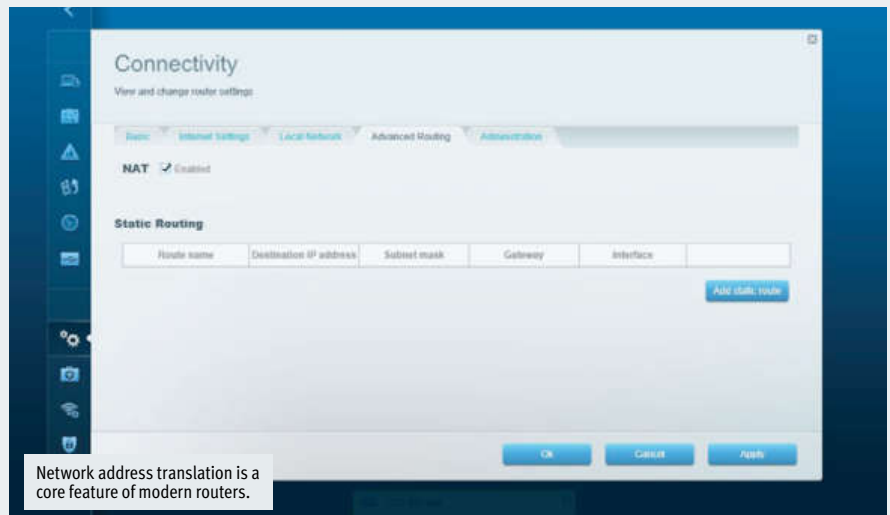 Connectivity
View and change router settings
Basic Internet Settings Local Network Advanced Routing Administration
NAT Enabled
Static Routing
Route name Destination IP address Subnet mask Gateway Interface
Add static route
Ok Cancel Apply
Network address translation is a
core feature of modern routers.